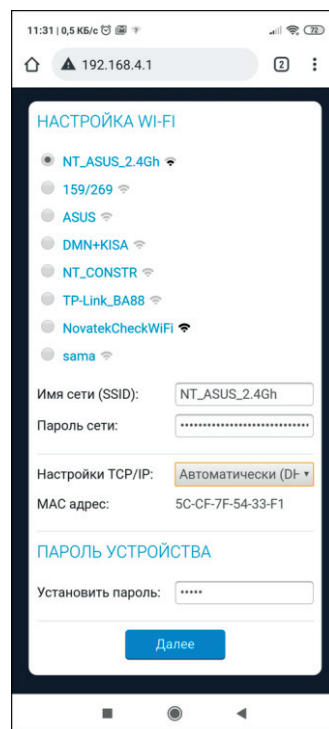 11:31 | 0,5 КБ/с
72
192.168.4.1
2
НАСТРОЙКА WI-FI
NT_ASUS_2.4Gh
159/269
ASUS
DMN+KISA
NT_CONSTR
TP-Link_BA88
NovatekCheckWiFi
sama
Имя сети (SSID): NT_ASUS_2.4Gh
Пароль сети: ••••••••••••••••••••••••••••
Настройки TCP/IP: Автоматически (DH
MAC адрес: 5C-CF-7F-54-33-F1
ПАРОЛЬ УСТРОЙСТВА
Установить пароль: •••••
Далее